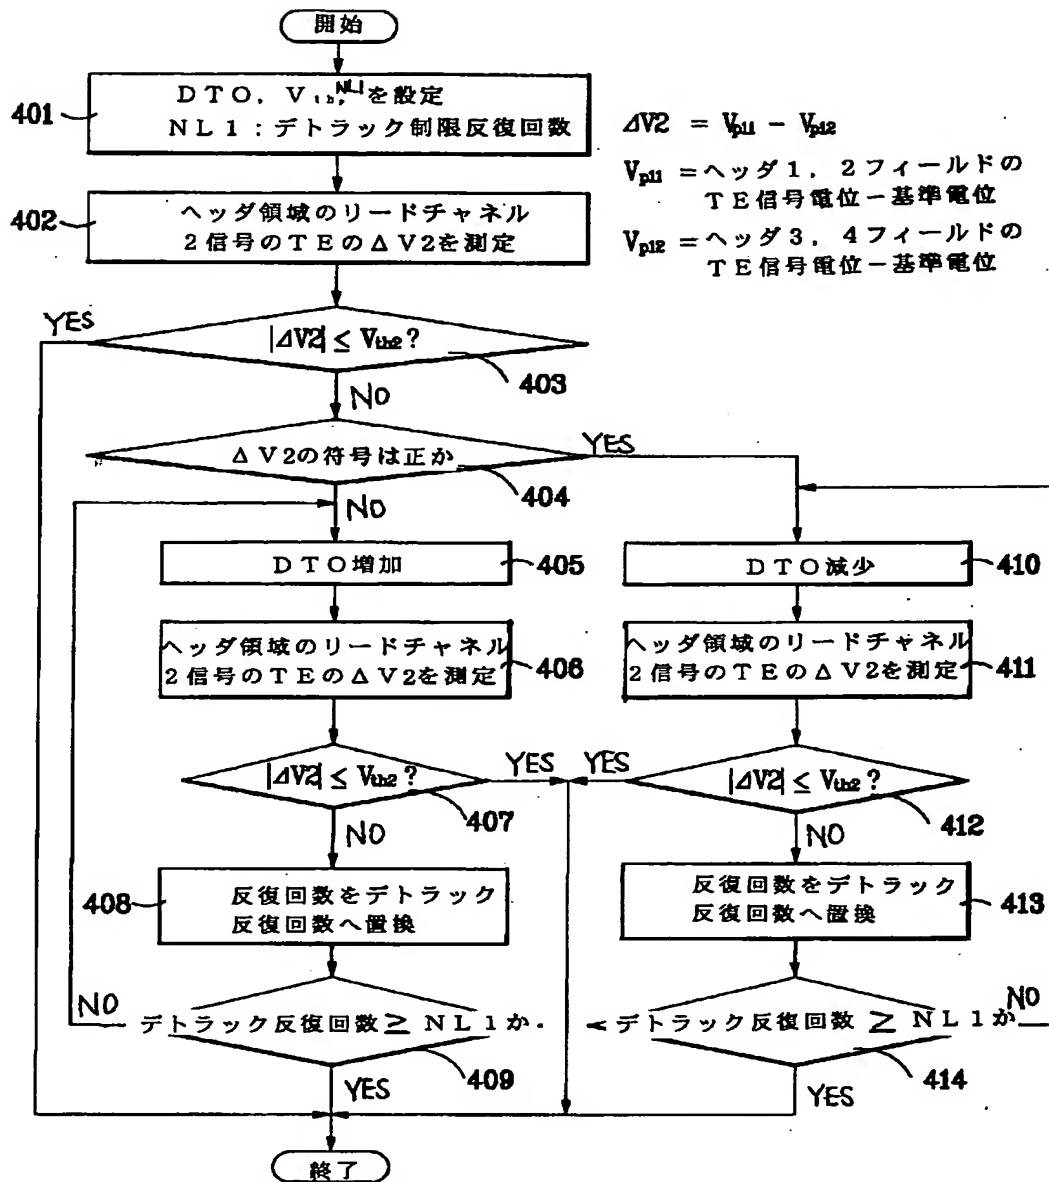 開始
401
DTO, Vth,NL1を設定
NL1:デトラック制限反復回数
ΔV2 = Vp11 − Vp12
Vp11 =ヘッダ1,2フィールドの
TE信号電位−基準電位
Vp12 =ヘッダ3,4フィールドの
TE信号電位−基準電位
402
ヘッダ領域のリードチャネル
2信号のTEのΔV2を測定
YES
|ΔV2| ≤ Vth2?
403
NO
ΔV2の符号は正か
YES
404
NO
DTO増加
405
DTO減少
410
ヘッダ領域のリードチャネル
2信号のTEのΔV2を測定
406
ヘッダ領域のリードチャネル
2信号のTEのΔV2を測定
411
|ΔV2| ≤ Vth2?
YES
407
NO
YES
|ΔV2| ≤ Vth2?
412
NO
408
反復回数をデトラック
反復回数へ置換
反復回数をデトラック
反復回数へ置換
413
NO
デトラック反復回数≧NL1か
409
YES
デトラック反復回数≧NL1か
NO
414
YES
終了